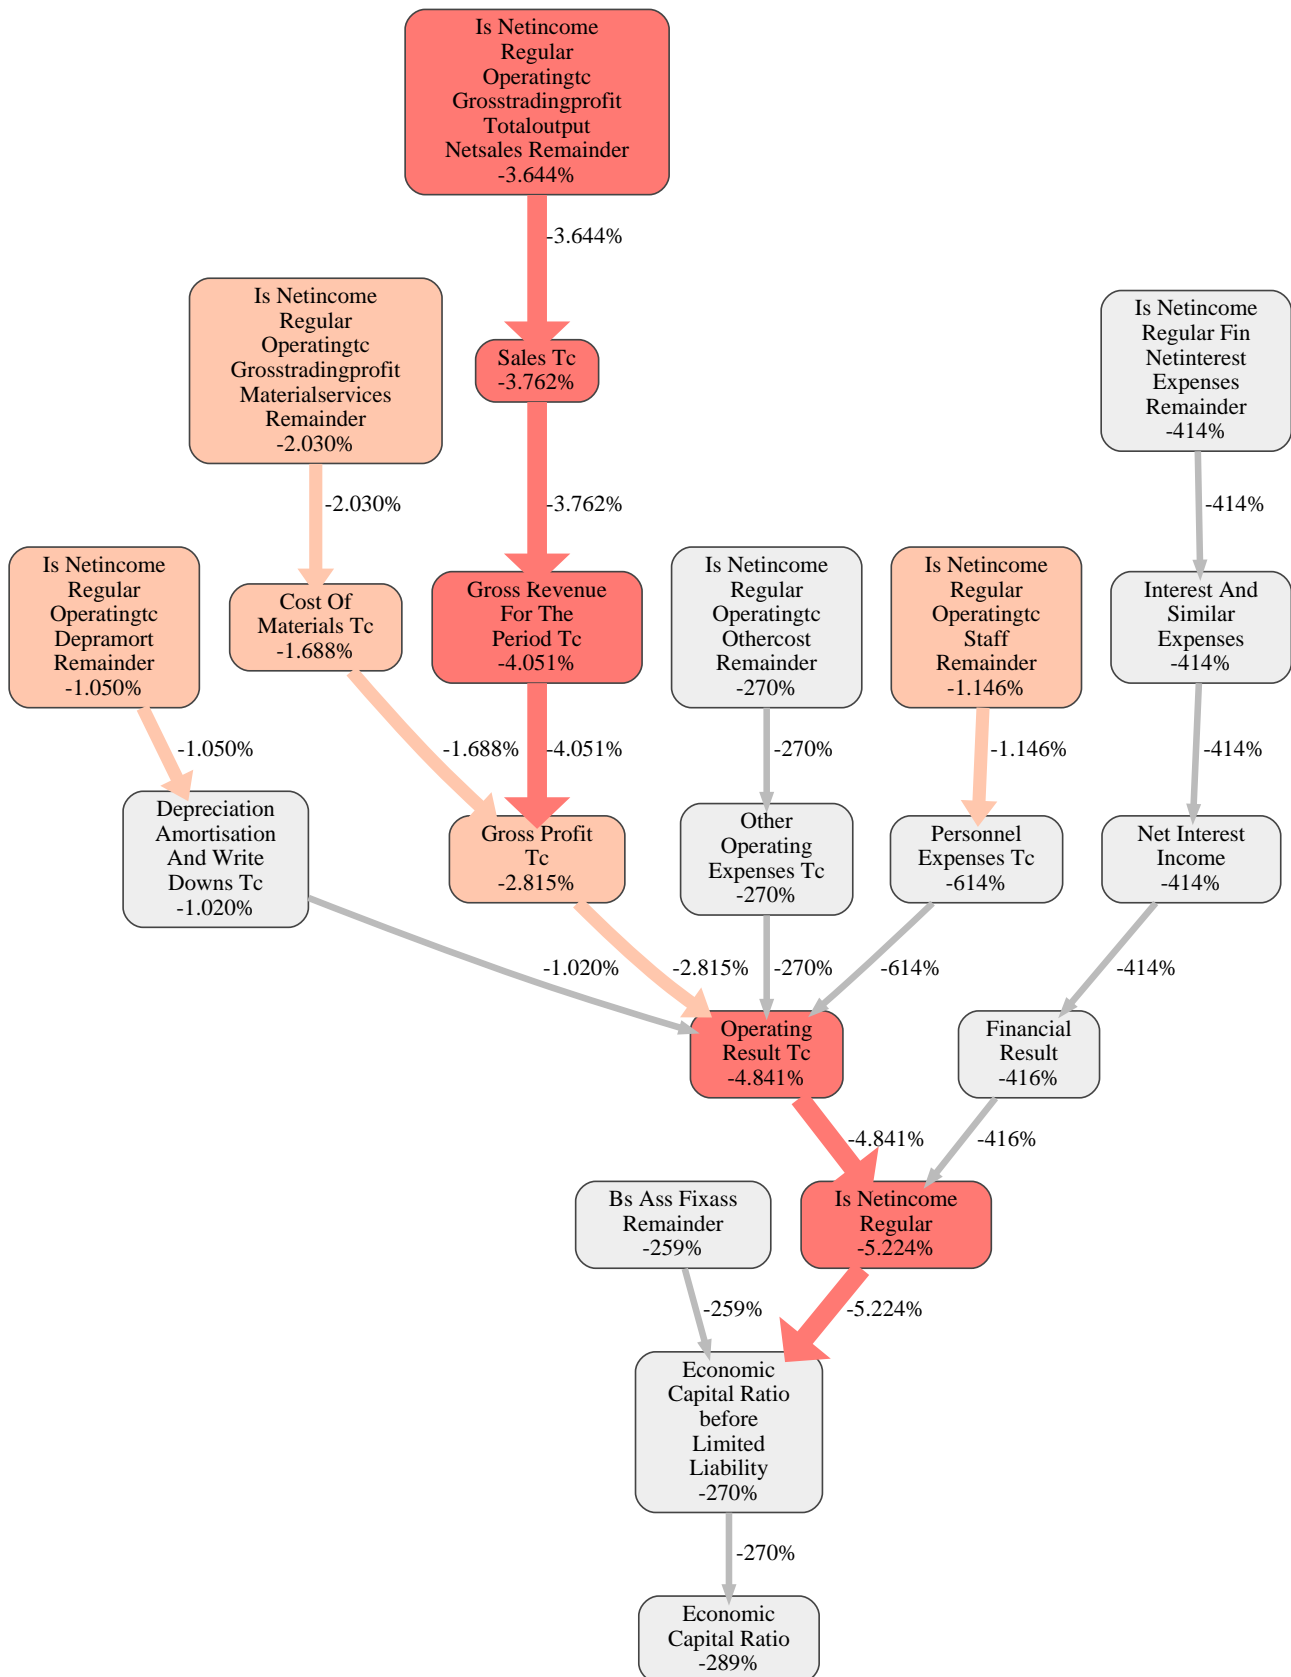 Is Netincome
Regular
Operatingtc
Grosstradingprofit
Totaloutput
Netsales Remainder
-3.644%
-3.644%
Is Netincome
Regular
Operatingtc
Grosstradingprofit
Materialservices
Remainder
-2.030%
Sales Tc
-3.762%
Is Netincome
Regular Fin
Netinterest
Expenses
Remainder
-414%
-2.030%
-3.762%
-414%
Is Netincome
Regular
Operatingtc
Depramort
Remainder
-1.050%
Cost Of
Materials Tc
-1.688%
Gross Revenue
For The
Period Tc
-4.051%
Is Netincome
Regular
Operatingtc
Othercost
Remainder
-270%
Is Netincome
Regular
Operatingtc
Staff
Remainder
-1.146%
Interest And
Similar
Expenses
-414%
-1.050%
-1.688%
-4.051%
-270%
-1.146%
-414%
Depreciation
Amortisation
And Write
Downs Tc
-1.020%
Gross Profit
Tc
-2.815%
Other
Operating
Expenses Tc
-270%
Personnel
Expenses Tc
-614%
Net Interest
Income
-414%
-1.020%
-2.815%
-270%
-614%
-414%
Operating
Result Tc
-4.841%
Financial
Result
-416%
-4.841%
-416%
Bs Ass Fixass
Remainder
-259%
Is Netincome
Regular
-5.224%
-259%
-5.224%
Economic
Capital Ratio
before
Limited
Liability
-270%
-270%
Economic
Capital Ratio
-289%